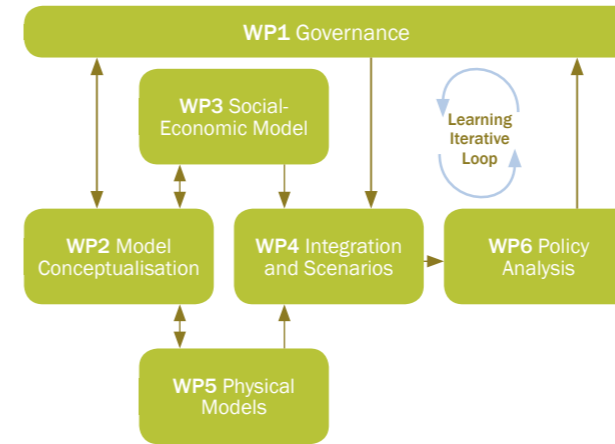 WP1 Governance
WP3 Social-
Economic Model
Learning
Iterative
Loop
WP2 Model
Conceptualisation
WP4 Integration
and Scenarios
WP6 Policy
Analysis
WP5 Physical
Models